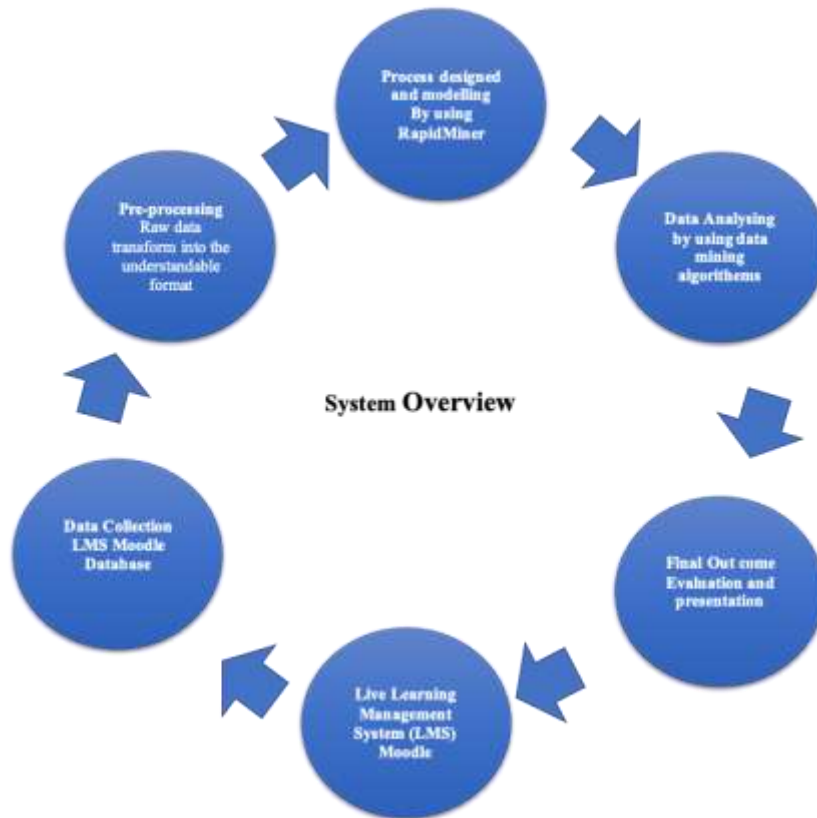 Process designed
and modelling
By using
RapidMiner
Pre-processing
Raw data
transform into the
understandable
format
Data Analysing
by using data
mining
algorithems
System Overview
Data Collection
LMS Moodle
Database
Final Out come
Evaluation and
presentation
Live Learning
Management
System (LMS)
Moodle